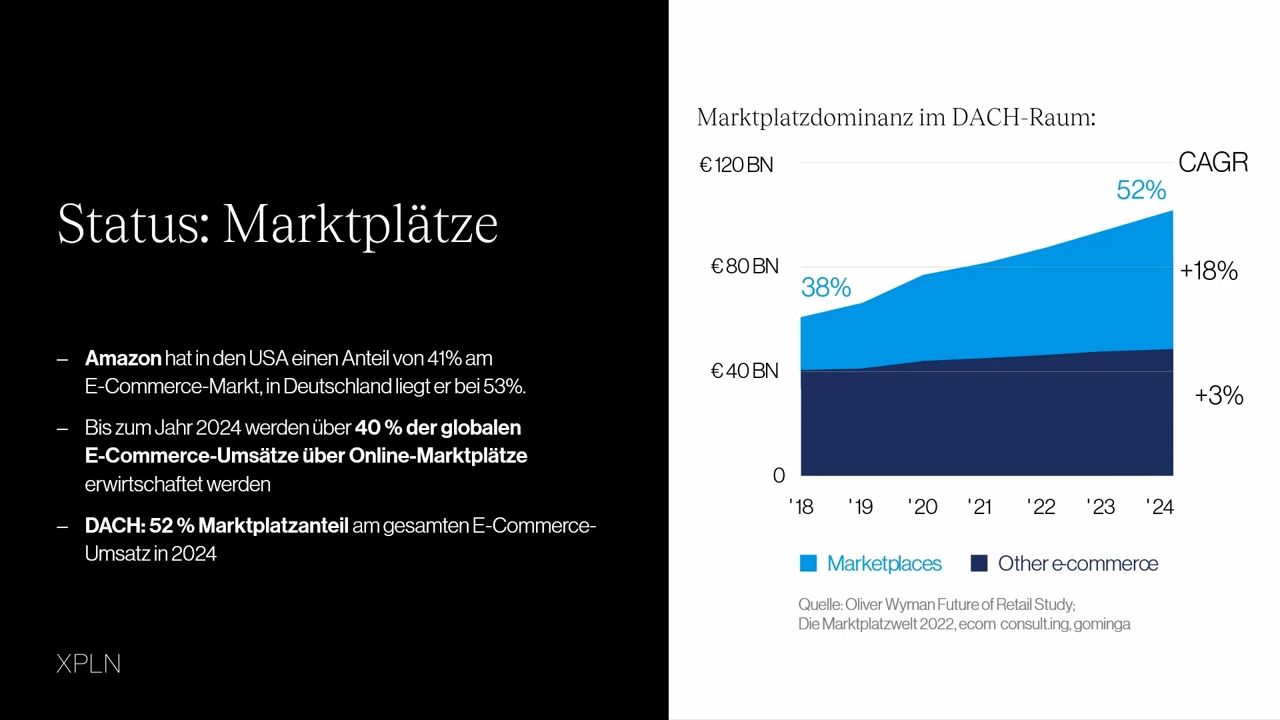 Status: Marktplätze
– Amazon hat in den USA einen Anteil von 41% am
E-Commerce-Markt, in Deutschland liegt er bei 53%.
– Bis zum Jahr 2024 werden über 40 % der globalen
E-Commerce-Umsätze über Online-Marktplätze
erwirtschaftet werden
– DACH: 52 % Marktplatzanteil am gesamten E-Commerce-
Umsatz in 2024
XPLN
Marktplatzdominanz im DACH-Raum:
€ 120 BN
CAGR
52%
€ 80 BN
+18%
38%
€ 40 BN
+3%
0
'18 '19 '20 '21 '22 '23 '24
Marketplaces Other e-commerce
Quelle: Oliver Wyman Future of Retail Study;
Die Marktplatzwelt 2022, ecom consult.ing, gominga